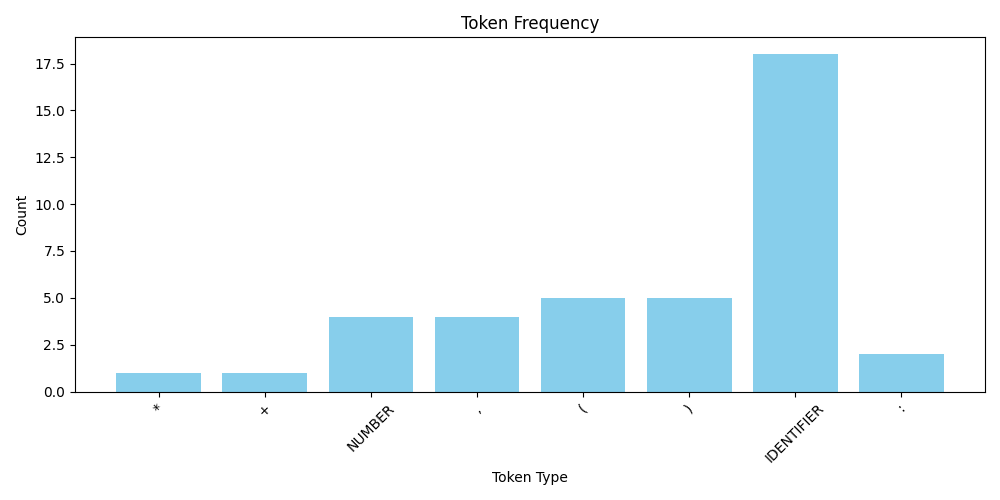 Token Frequency
17.5
15.0
12.5
10.0
7.5
5.0
2.5
0.0
Count
* + NUMBER , ( ) IDENTIFIER :
Token Type